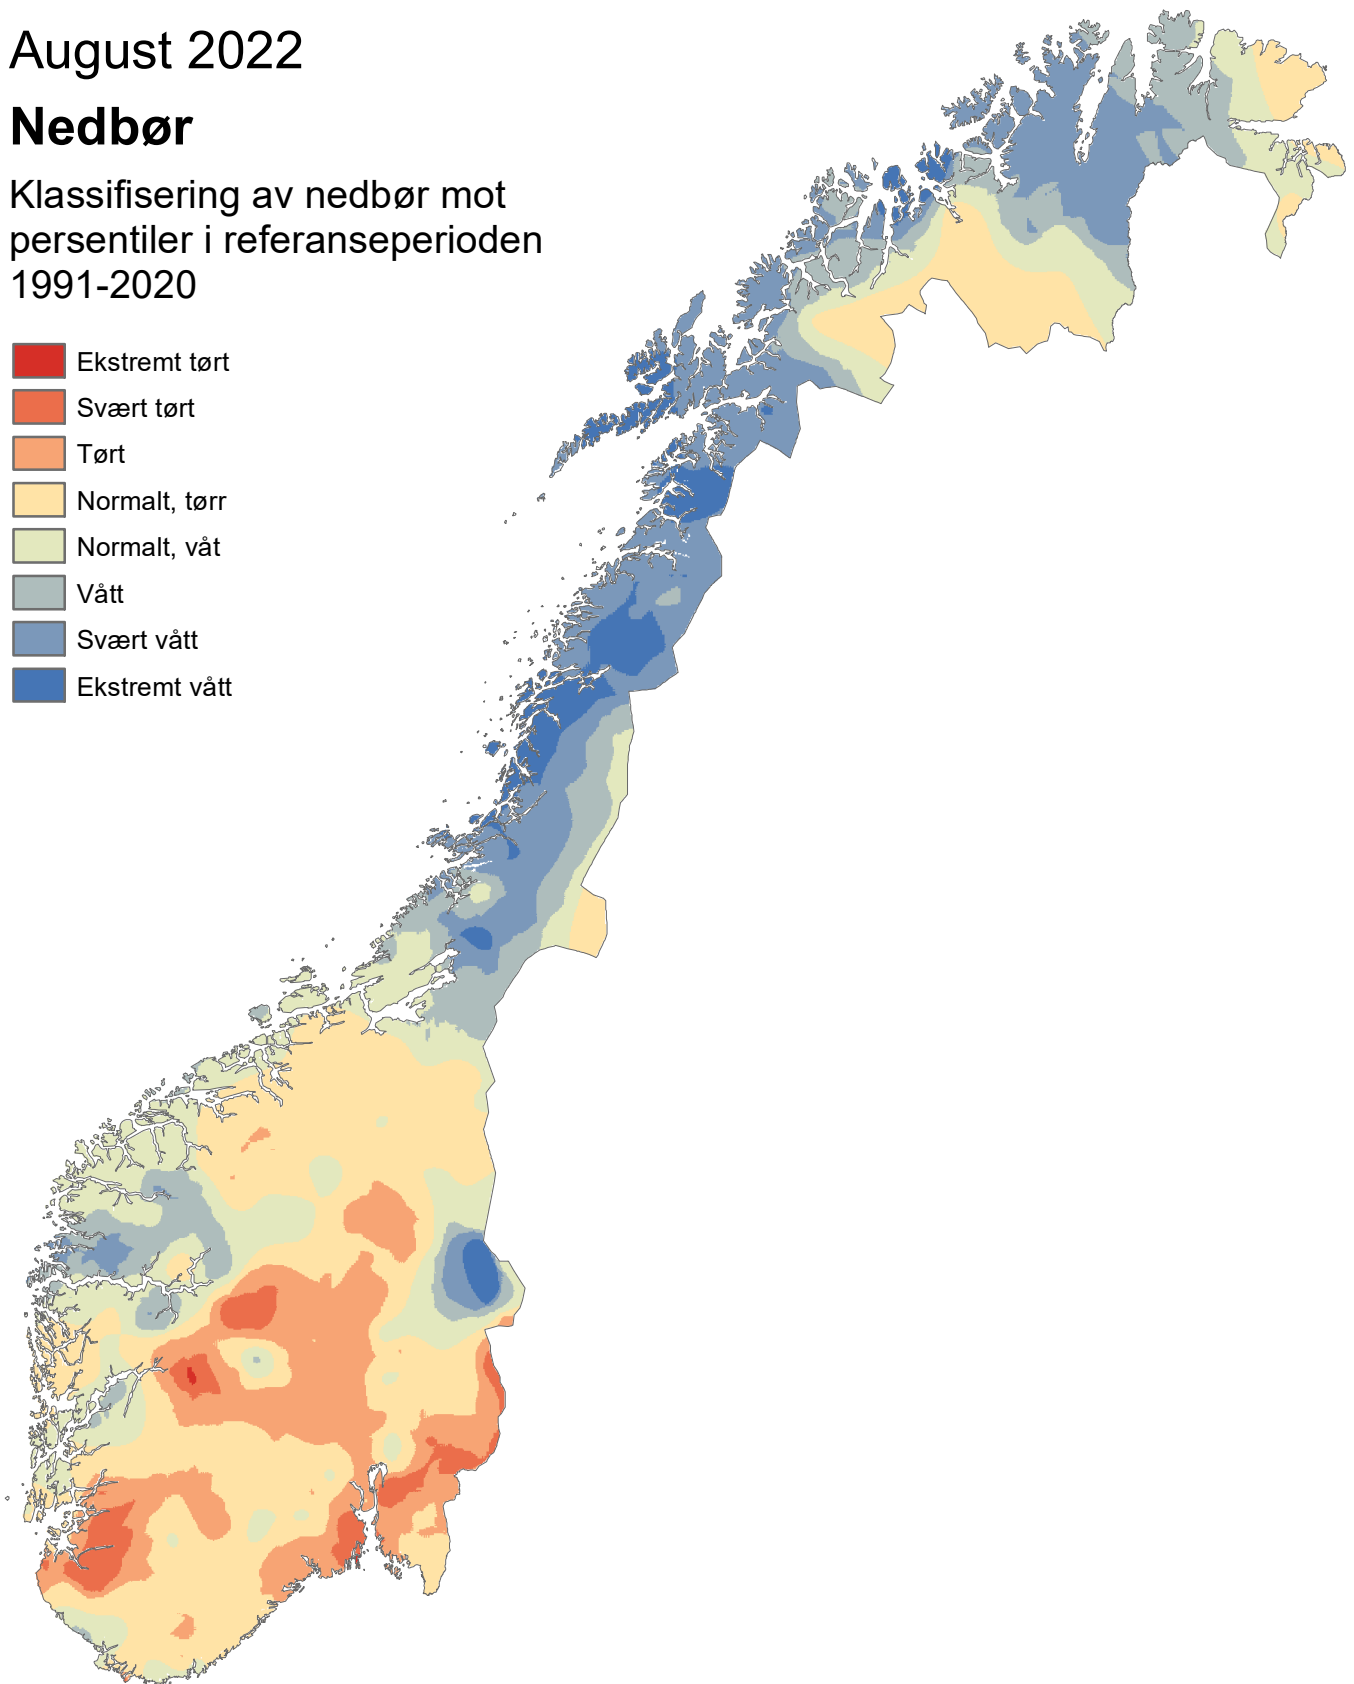 August 2022
Nedbør
Klassifisering av nedbør mot
persentiler i referanseperioden
1991-2020
Ekstremt tørt
Svært tørt
Tørt
Normalt, tørr
Normalt, våt
Vått
Svært vått
Ekstremt vått